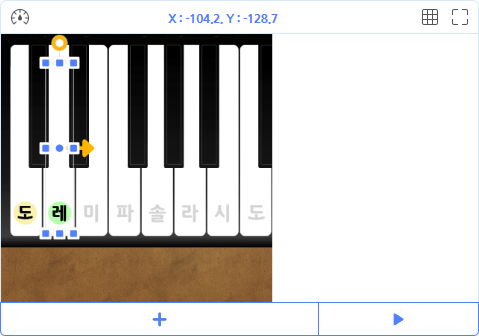 X : -104.2, Y : -128.7
도 레 미 파 솔 라 시 도